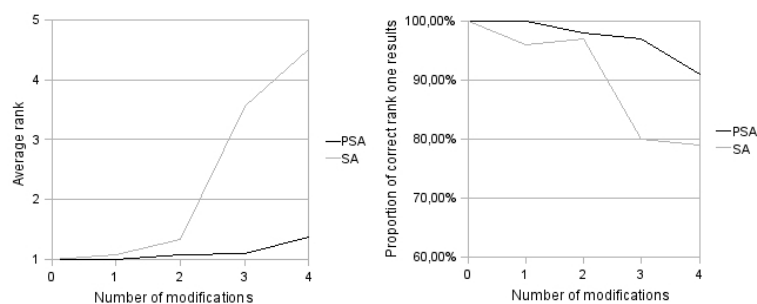 5
4
3
2
1
0
1
2
3
4
Average rank
Number of modifications
PSA
SA
100,00%
90,00%
80,00%
70,00%
60,00%
0
1
2
3
4
Proportion of correct rank one results
Number of modifications
PSA
SA